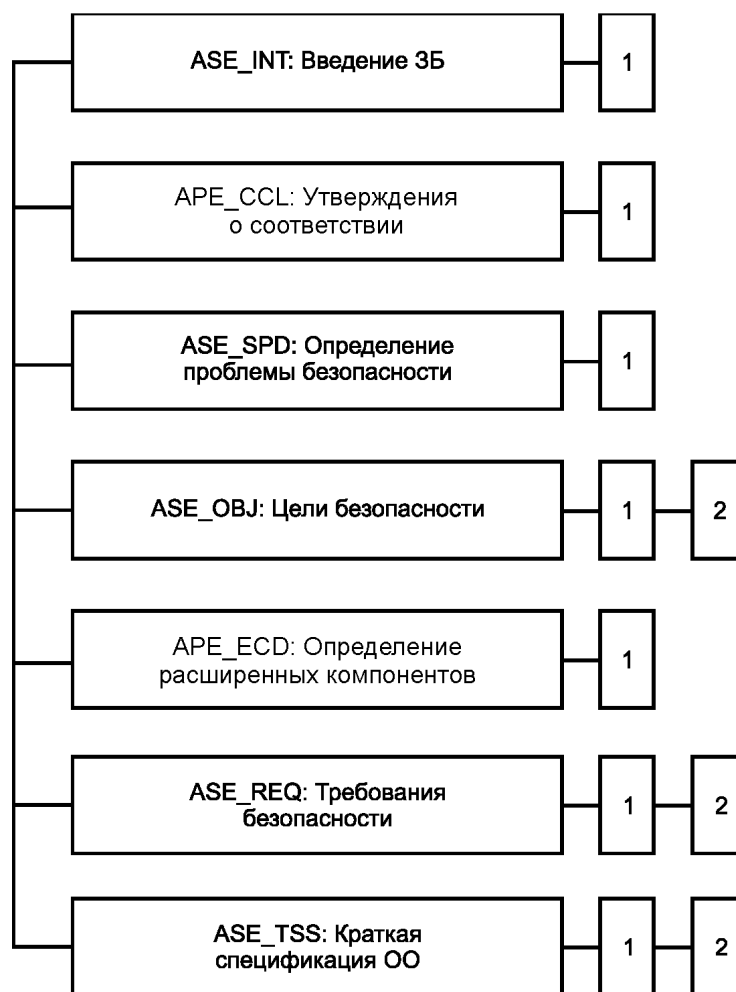 ASE_INT: Введение ЗБ
1
APE_CCL: Утверждения
о соответствии
1
ASE_SPD: Определение
проблемы безопасности
1
ASE_OBJ: Цели безопасности
1
2
APE_ECD: Определение
расширенных компонентов
1
ASE_REQ: Требования
безопасности
1
2
ASE_TSS: Краткая
спецификация ОО
1
2